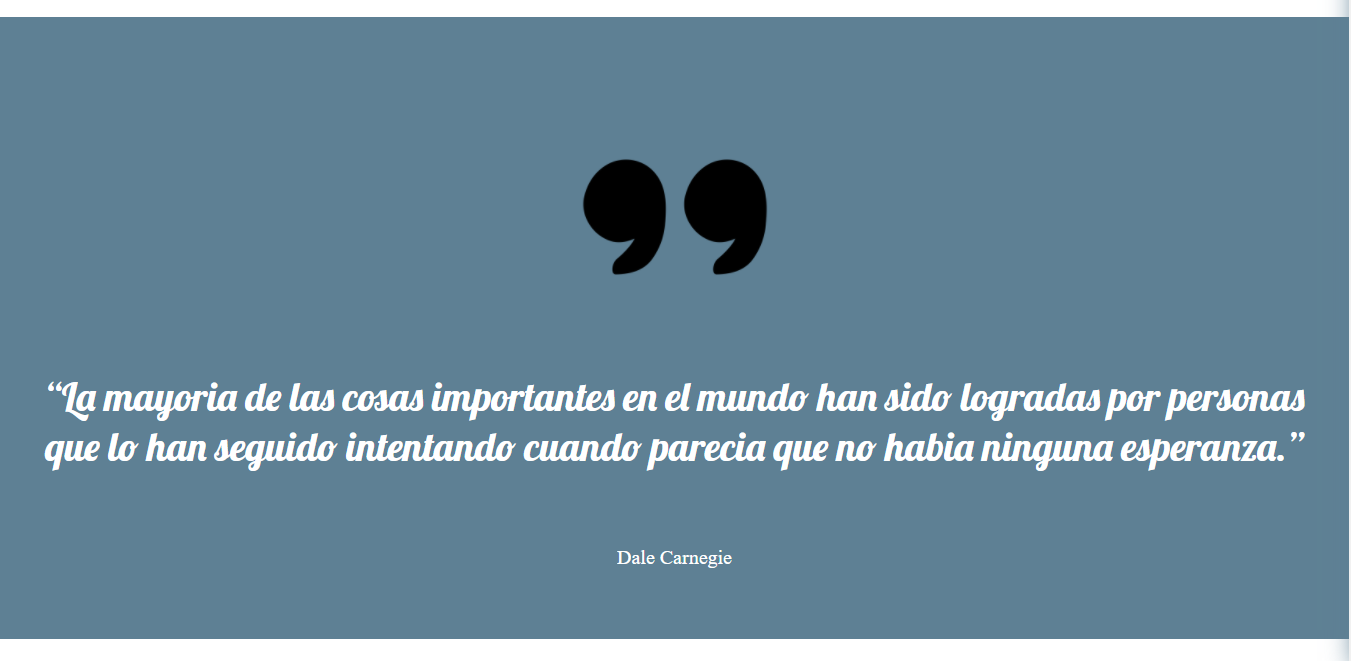 “La mayoria de las cosas importantes en el mundo han sido logradas por personas
que lo han seguido intentando cuando parecia que no habia ninguna esperanza.”
Dale Carnegie